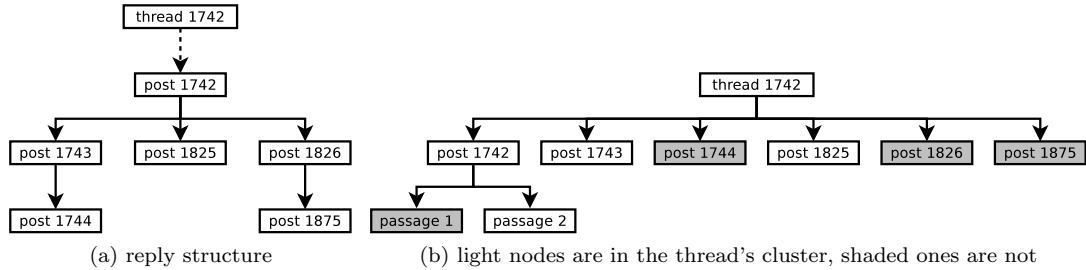 thread 1742
post 1742
post 1743
post 1825
post 1826
post 1744
post 1875
(a) reply structure
thread 1742
post 1742
post 1743
post 1744
post 1825
post 1826
post 1875
passage 1
passage 2
(b) light nodes are in the thread's cluster, shaded ones are not